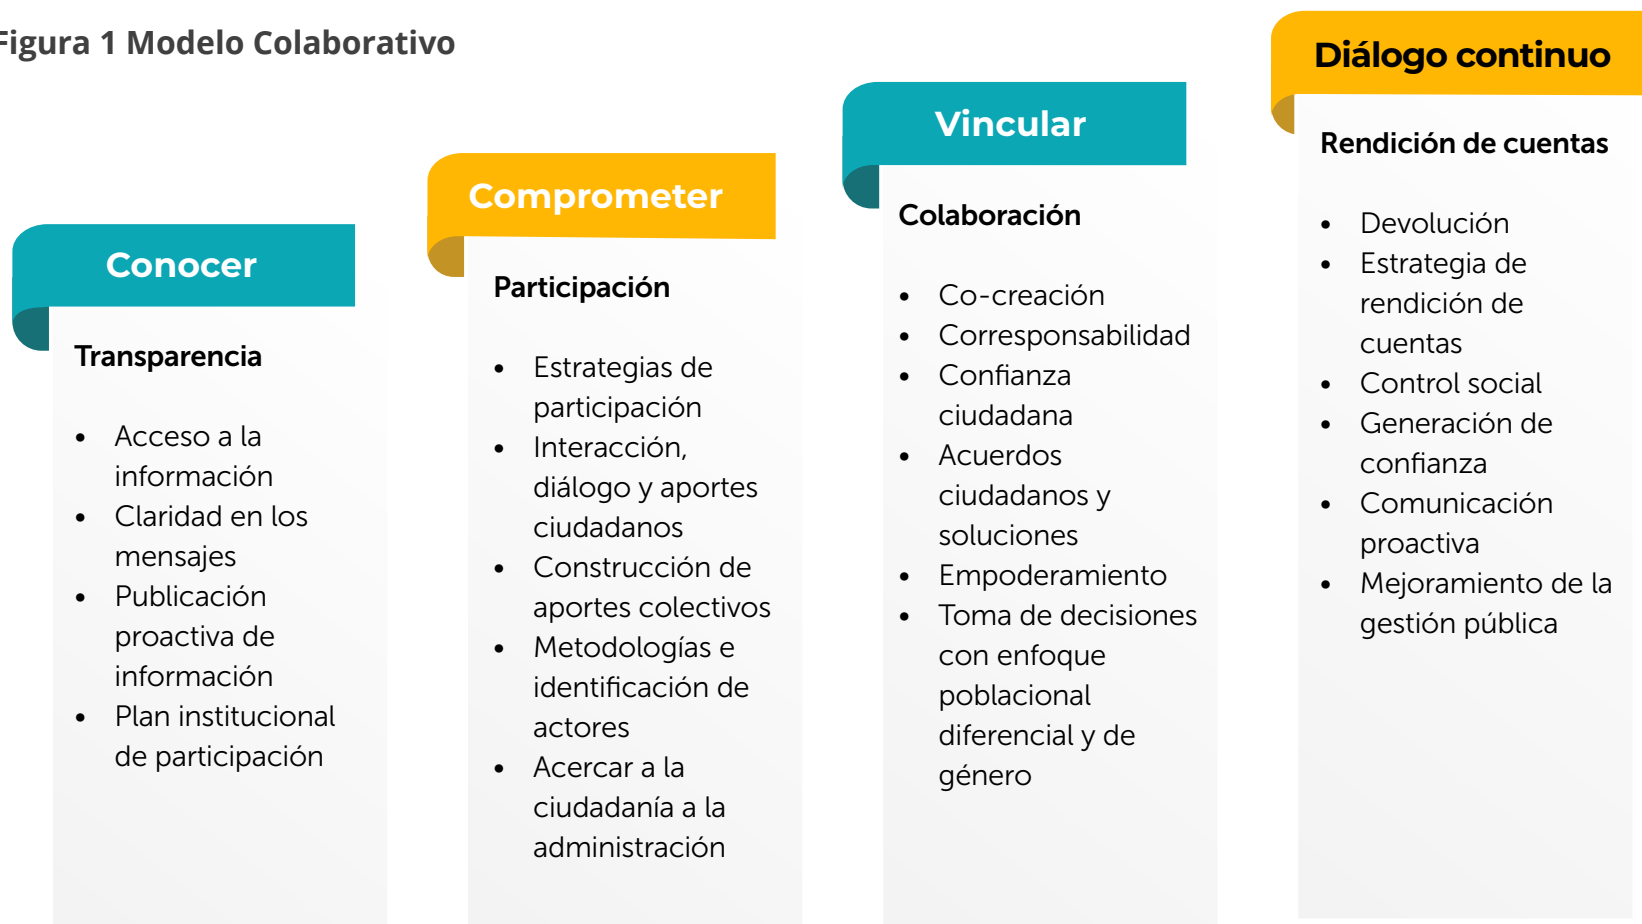 Figura 1 Modelo Colaborativo
Conocer
Transparencia
• Acceso a la
información
• Claridad en los
mensajes
• Publicación
proactiva de
información
• Plan institucional
de participación
Comprometer
Participación
• Estrategias de
participación
• Interacción,
diálogo y aportes
ciudadanos
• Construcción de
aportes colectivos
• Metodologías e
identificación de
actores
• Acercar a la
ciudadanía a la
administración
Vincular
Colaboración
• Co-creación
• Corresponsabilidad
• Confianza
ciudadana
• Acuerdos
ciudadanos y
soluciones
• Empoderamiento
• Toma de decisiones
con enfoque
poblacional
diferencial y de
género
Diálogo continuo
Rendición de cuentas
• Devolución
• Estrategia de
rendición de
cuentas
• Control social
• Generación de
confianza
• Comunicación
proactiva
• Mejoramiento de la
gestión pública